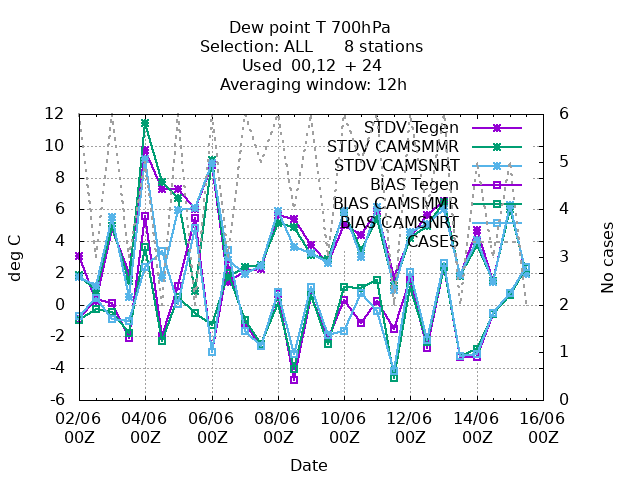 Dew point T 700hPa
Selection: ALL 8 stations
Used 00,12 + 24
Averaging window: 12h
STDV Tegen
STDV CAMSMMR
STDV CAMSNRT
BIAS Tegen
BIAS CAMSMMR
BIAS CAMSNRT
CASES
deg C
12
10
8
6
4
2
0
-2
-4
-6
6
5
4
3
2
1
0
No cases
02/06 04/06 06/06 08/06 10/06 12/06 14/06 16/06
00Z 00Z 00Z 00Z 00Z 00Z 00Z 00Z
Date